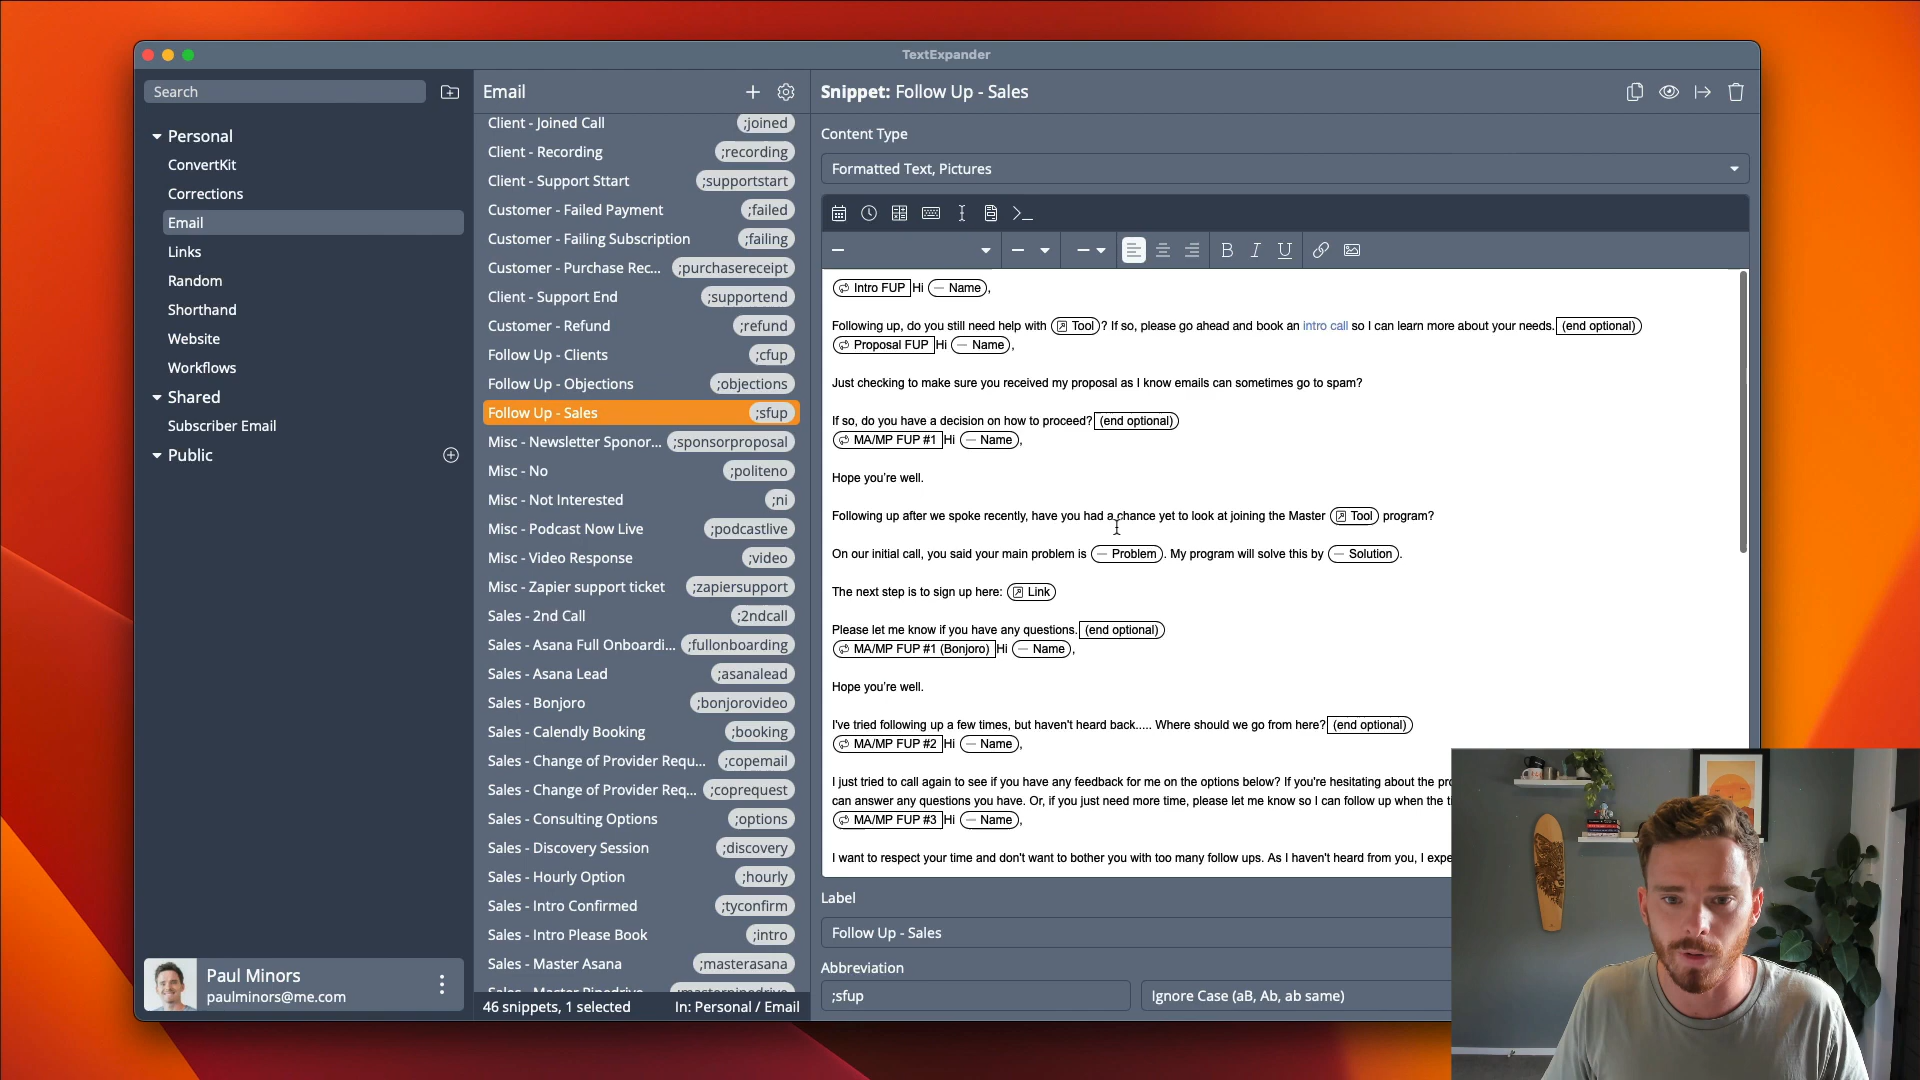 TextExpander
Search
Personal
ConvertKit
Corrections
Email
Links
Random
Shorthand
Website
Workflows
Shared
Subscriber Email
Public
Paul Minors
paulminors@me.com
Email
Client - Joined Call ;joined
Client - Recording ;recording
Client - Support Sttart ;supportstart
Customer - Failed Payment ;failed
Customer - Failing Subscription ;failing
Customer - Purchase Rec... ;purchasereceipt
Client - Support End ;supportend
Customer - Refund ;refund
Follow Up - Clients ;cfup
Follow Up - Objections ;objections
Follow Up - Sales ;sfup
Misc - Newsletter Sponor... ;sponsorproposal
Misc - No ;politeno
Misc - Not Interested ;ni
Misc - Podcast Now Live ;podcastlive
Misc - Video Response ;video
Misc - Zapier support ticket ;zapiersupport
Sales - 2nd Call ;2ndcall
Sales - Asana Full Onboardi... ;fullonboarding
Sales - Asana Lead ;asanalead
Sales - Bonjoro ;bonjorovideo
Sales - Calendly Booking ;booking
Sales - Change of Provider Requ... ;copemail
Sales - Change of Provider Req... ;coprequest
Sales - Consulting Options ;options
Sales - Discovery Session ;discovery
Sales - Hourly Option ;hourly
Sales - Intro Confirmed ;tyconfirm
Sales - Intro Please Book ;intro
Sales - Master Asana ;masterasana
46 snippets, 1 selected In: Personal / Email
Snippet: Follow Up - Sales
Content Type
Formatted Text, Pictures
B I U
Intro FUP Hi Name,
Following up, do you still need help with Tool? If so, please go ahead and book an intro call so I can learn more about your needs. (end optional)
Proposal FUP Hi Name,
Just checking to make sure you received my proposal as I know emails can sometimes go to spam?
If so, do you have a decision on how to proceed? (end optional)
MA/MP FUP #1 Hi Name,
Hope you're well.
Following up after we spoke recently, have you had a chance yet to look at joining the Master Tool program?
On our initial call, you said your main problem is Problem. My program will solve this by Solution.
The next step is to sign up here: Link
Please let me know if you have any questions. (end optional)
MA/MP FUP #1 (Bonjoro) Hi Name,
Hope you're well.
I've tried following up a few times, but haven't heard back..... Where should we go from here? (end optional)
MA/MP FUP #2 Hi Name,
I just tried to call again to see if you have any feedback for me on the options below? If you're hesitating about the pro
can answer any questions you have. Or, if you just need more time, please let me know so I can follow up when the t
MA/MP FUP #3 Hi Name,
I want to respect your time and don't want to bother you with too many follow ups. As I haven't heard from you, I expe
Label
Follow Up - Sales
Abbreviation
;sfup
Ignore Case (aB, Ab, ab same)